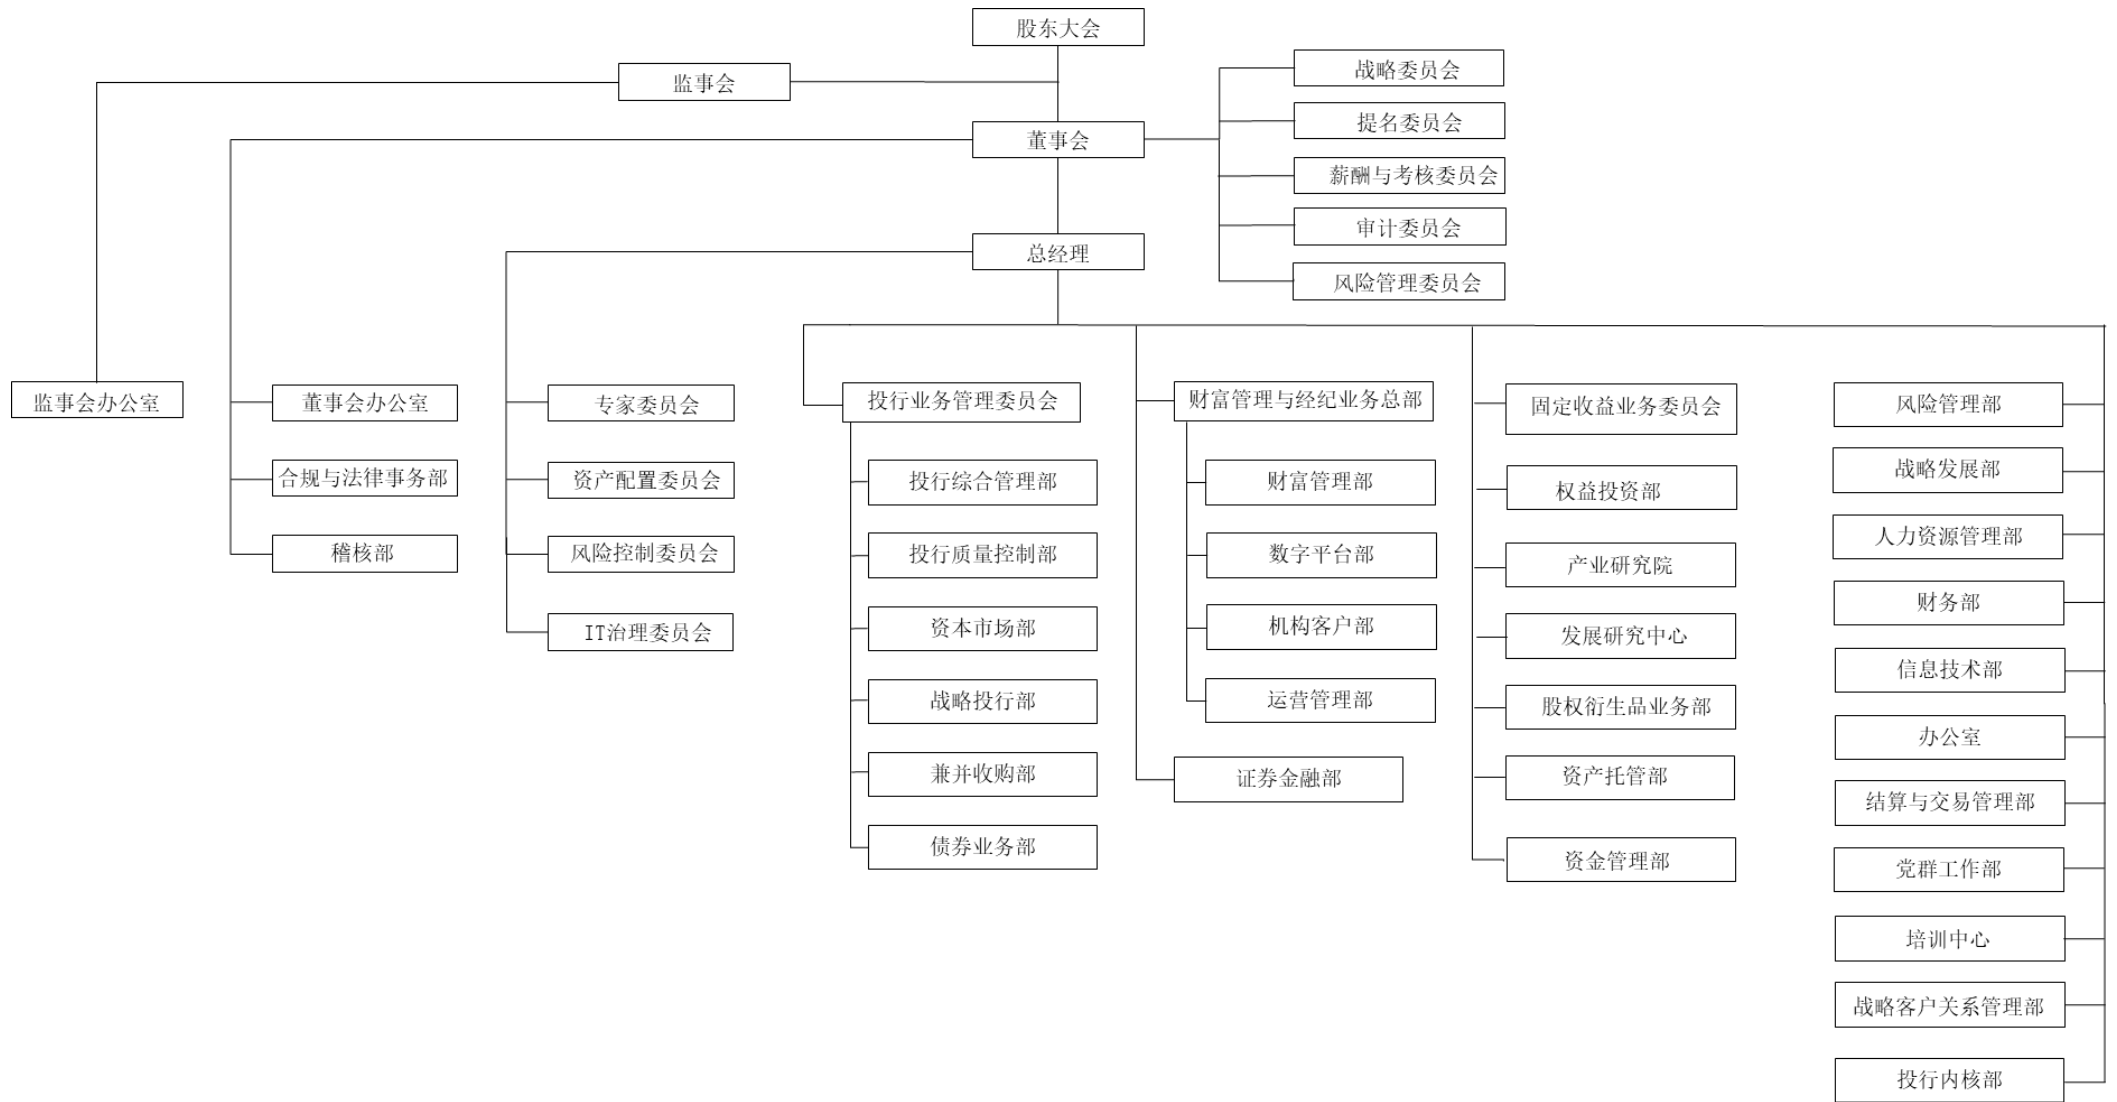 股东大会
监事会
董事会
战略委员会
提名委员会
薪酬与考核委员会
审计委员会
风险管理委员会
总经理
监事会办公室
董事会办公室
合规与法律事务部
稽核部
专家委员会
资产配置委员会
风险控制委员会
IT治理委员会
投行业务管理委员会
投行综合管理部
投行质量控制部
资本市场部
战略投行部
兼并收购部
债券业务部
财富管理与经纪业务总部
财富管理部
数字平台部
机构客户部
运营管理部
证券金融部
固定收益业务委员会
权益投资部
产业研究院
发展研究中心
股权衍生品业务部
资产托管部
资金管理部
风险管理部
战略发展部
人力资源管理部
财务部
信息技术部
办公室
结算与交易管理部
党群工作部
培训中心
战略客户关系管理部
投行内核部